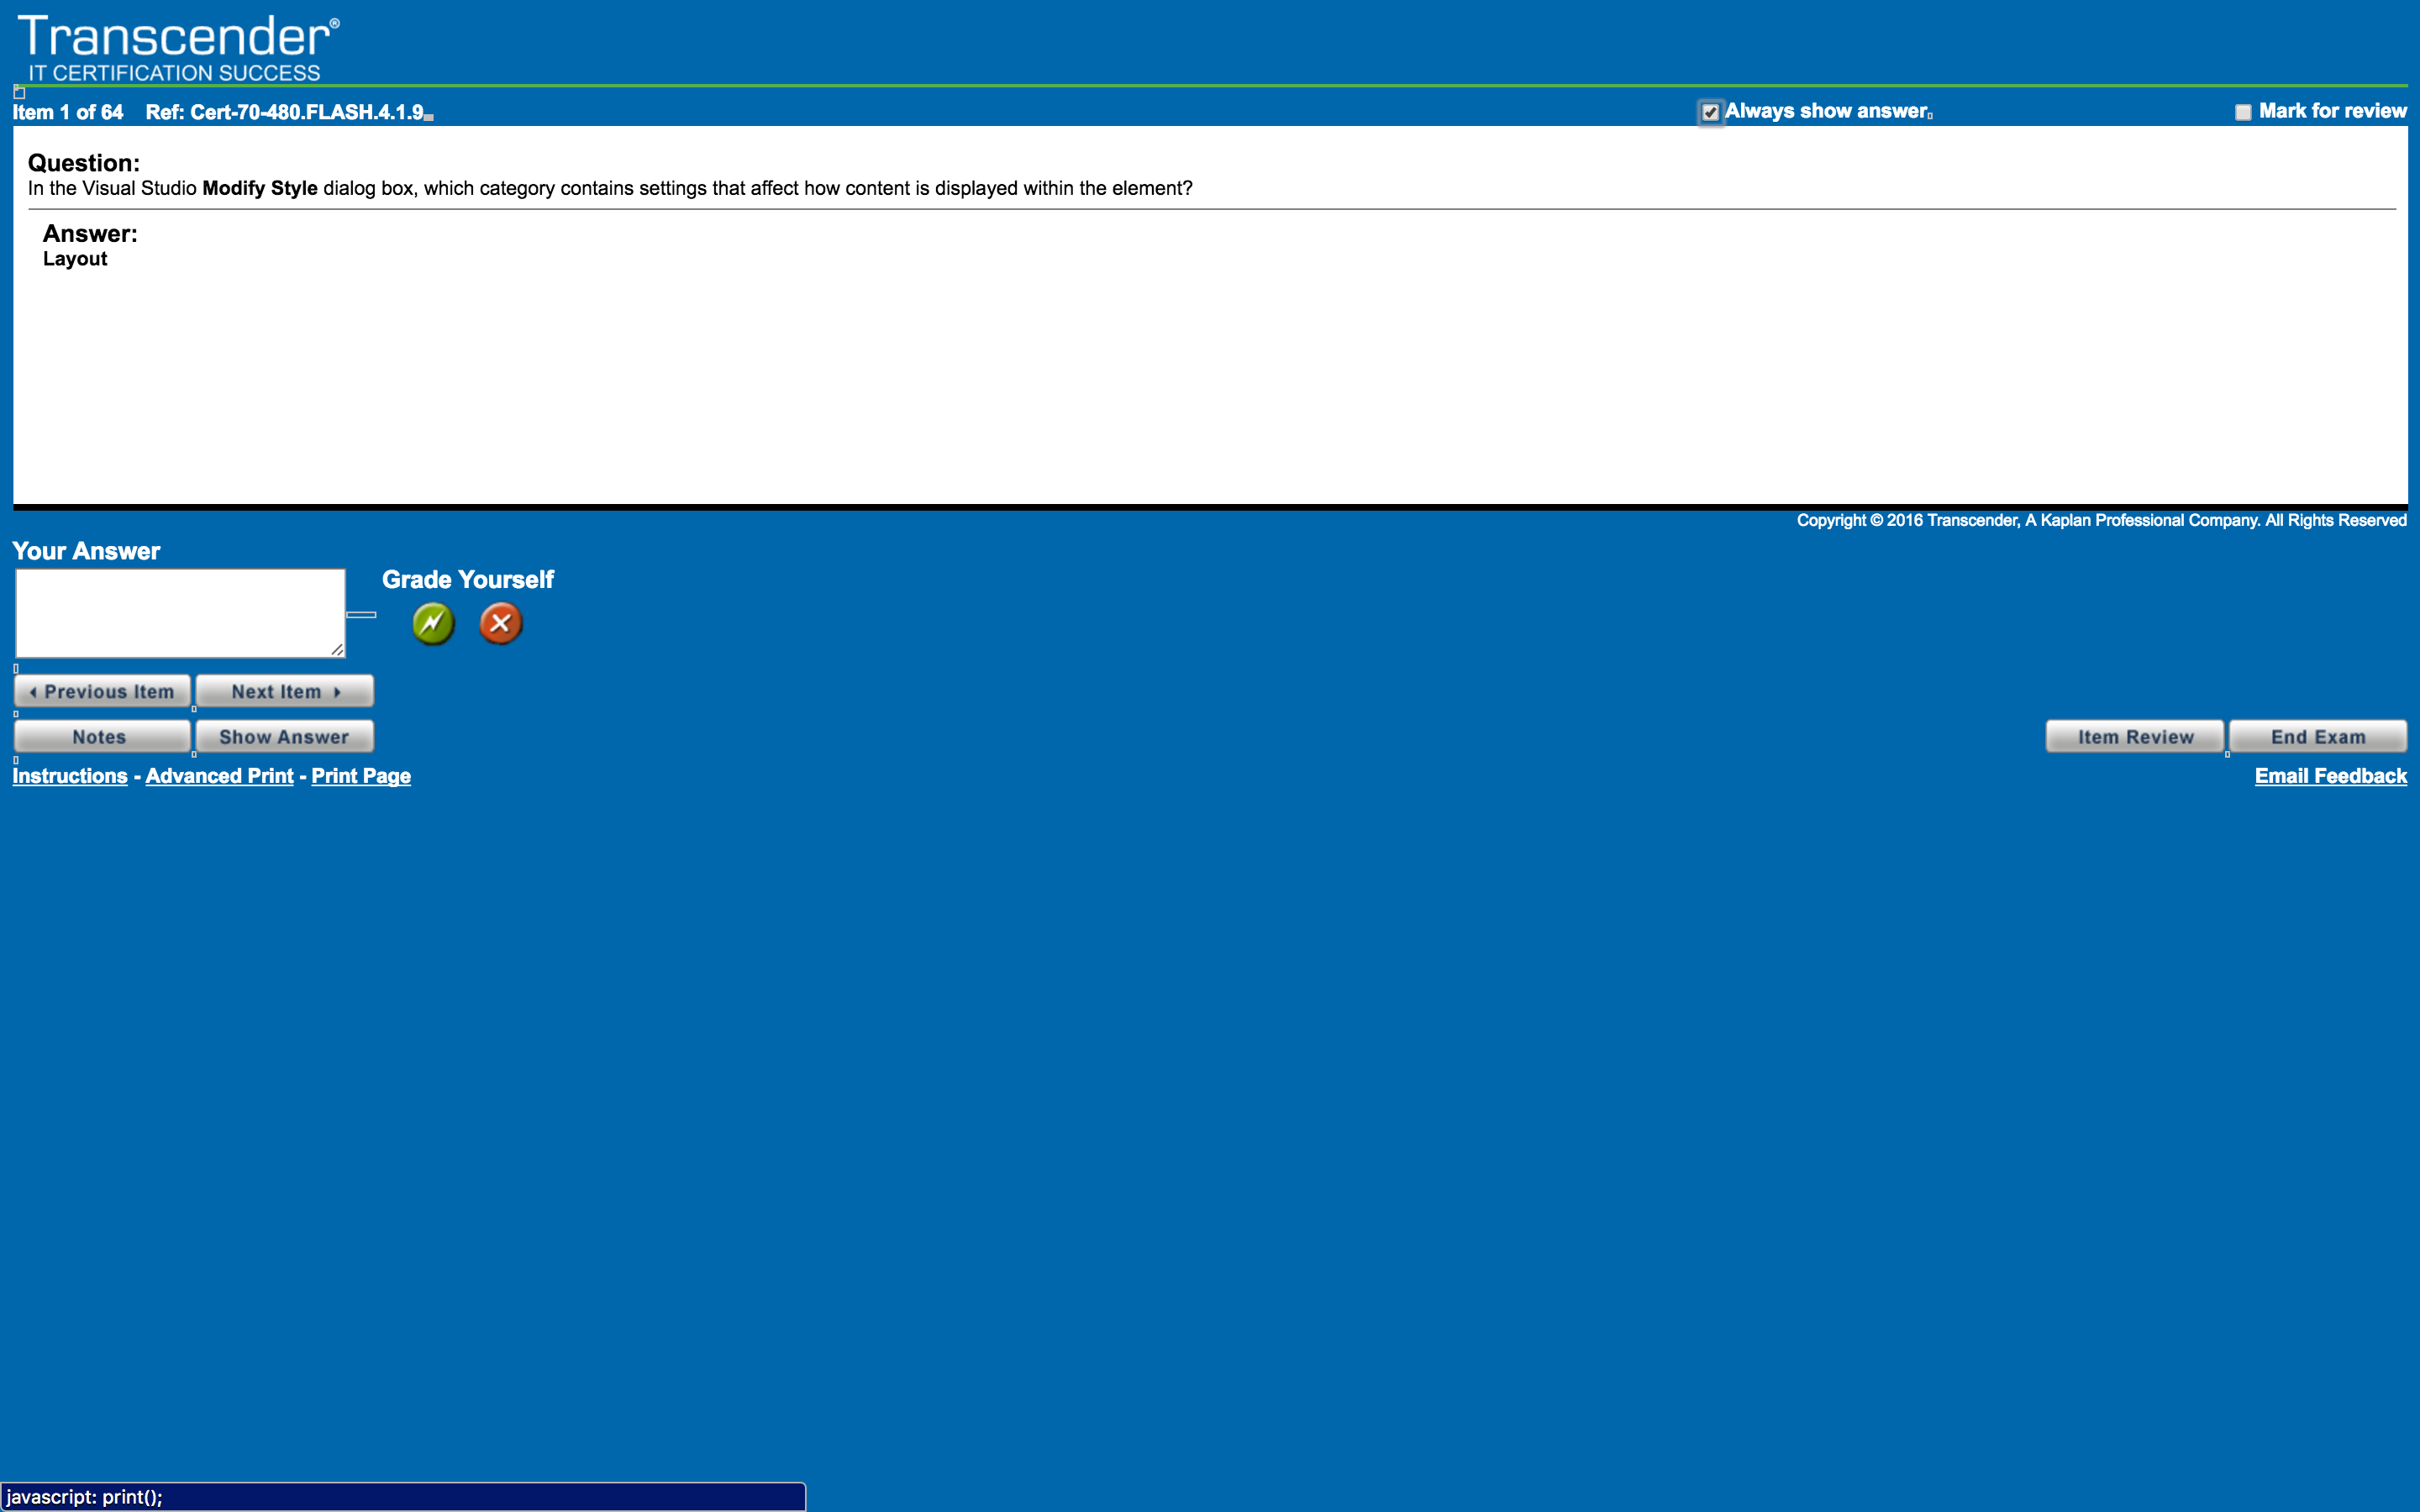 Transcender®
IT CERTIFICATION SUCCESS
Item 1 of 64 Ref: Cert-70-480.FLASH.4.1.9 Always show answer. Mark for review
Question:
In the Visual Studio Modify Style dialog box, which category contains settings that affect how content is displayed within the element?
Answer:
Layout
Copyright © 2016 Transcender, A Kaplan Professional Company. All Rights Reserved
Your Answer
Grade Yourself
Previous Item Next Item
Notes Show Answer Item Review End Exam
Instructions - Advanced Print - Print Page Email Feedback
javascript: print();